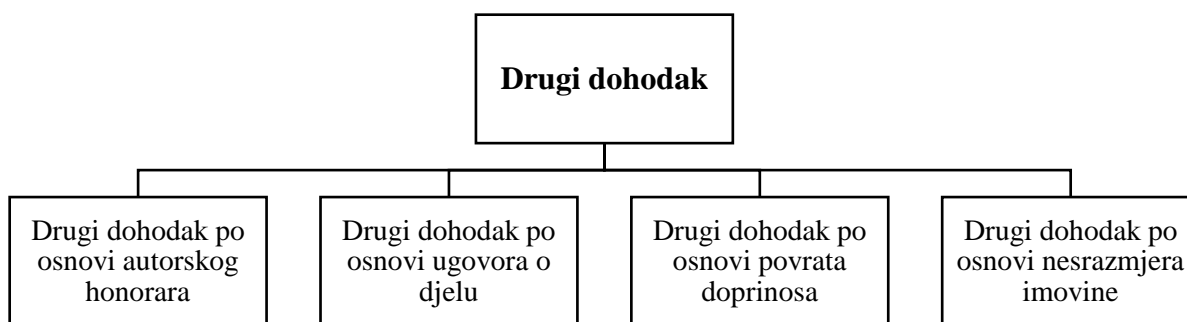 Drugi dohodak
Drugi dohodak po
osnovi autorskog
honorara
Drugi dohodak po
osnovi ugovora o
djelu
Drugi dohodak po
osnovi povrata
doprinosa
Drugi dohodak po
osnovi nesrazmjera
imovine